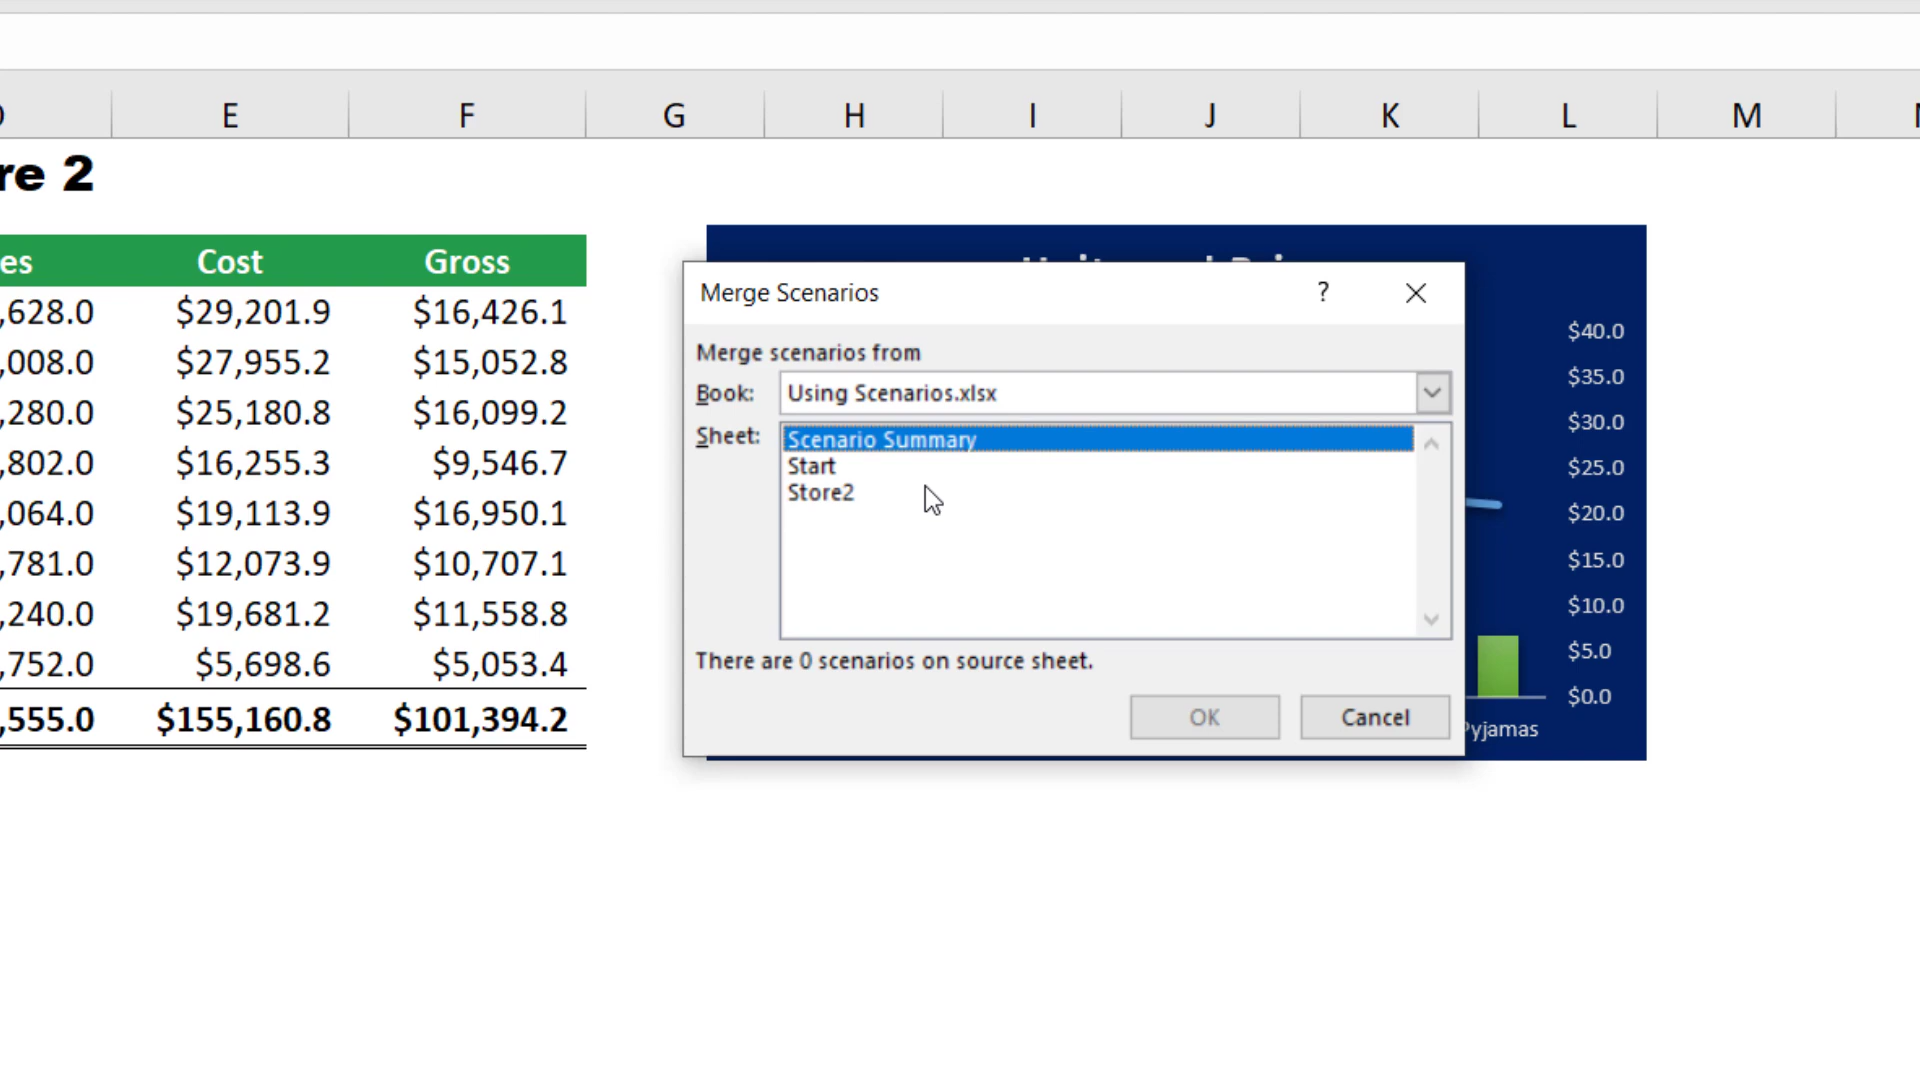 E F G H I J K L M
re 2
es Cost Gross
,628.0 $29,201.9 $16,426.1
,008.0 $27,955.2 $15,052.8
,280.0 $25,180.8 $16,099.2
,802.0 $16,255.3 $9,546.7
,064.0 $19,113.9 $16,950.1
,781.0 $12,073.9 $10,707.1
,240.0 $19,681.2 $11,558.8
,752.0 $5,698.6 $5,053.4
,555.0 $155,160.8 $101,394.2
Merge Scenarios ?
Merge scenarios from
Book: Using Scenarios.xlsx
Sheet: Scenario Summary
Start
Store2
There are 0 scenarios on source sheet.
OK Cancel
$40.0
$35.0
$30.0
$25.0
$20.0
$15.0
$10.0
$5.0
$0.0
Pyjamas